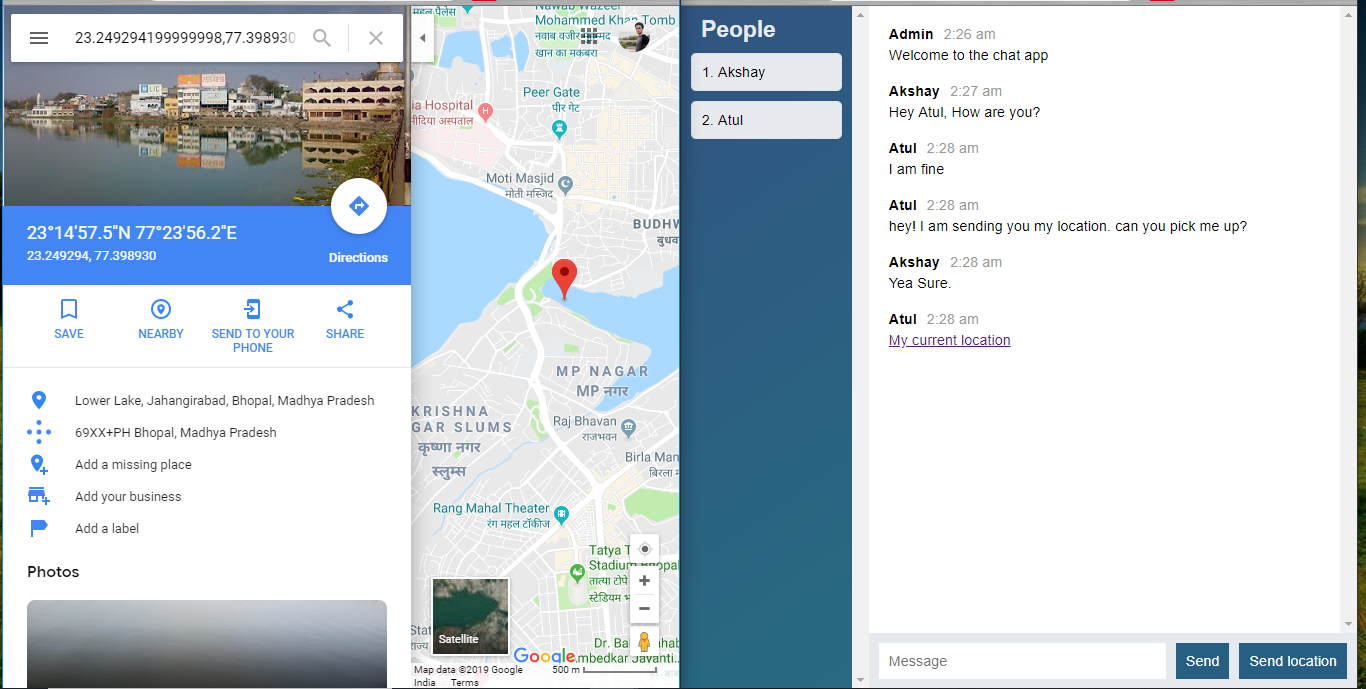 23.249294199999998,77.398930
LIC
23°14'57.5"N 77°23'56.2"E
23.249294, 77.398930
Directions
SAVE
NEARBY
SEND TO YOUR
PHONE
SHARE
Lower Lake, Jahangirabad, Bhopal, Madhya Pradesh
69XX+PH Bhopal, Madhya Pradesh
Add a missing place
Add your business
Add a label
Photos
महल पैलेस
Nawab Wazeer
Mohammed Khan Tomb
नवाब वजीर मुहम्मद
खान का मकबरा
Peer Gate
पीर गेट
ia Hospital
मीदिया अस्पताल
Moti Masjid
मोती मस्जिद
BUDHW
बुधव
MP NAGAR
MP नगर
KRISHNA
GAR SLUMS
कृष्णा नगर
स्लुम्स
Raj Bhavan
राजभवन
Birla Man
बिरला म
Rang Mahal Theater
रंग महल टॉकीज
Tatya T
Stadium Bhopal
तात्या टोपे
स्टेडियम भ
Satellite
Stat
राज्य
Dr. Ba hab
Google
mbedkar Jayanti...
Map data ©2019 Google
500 m
India
Terms
People
1. Akshay
2. Atul
Admin 2:26 am
Welcome to the chat app
Akshay 2:27 am
Hey Atul, How are you?
Atul 2:28 am
I am fine
Atul 2:28 am
hey! I am sending you my location. can you pick me up?
Akshay 2:28 am
Yea Sure.
Atul 2:28 am
My current location
Message
Send
Send location